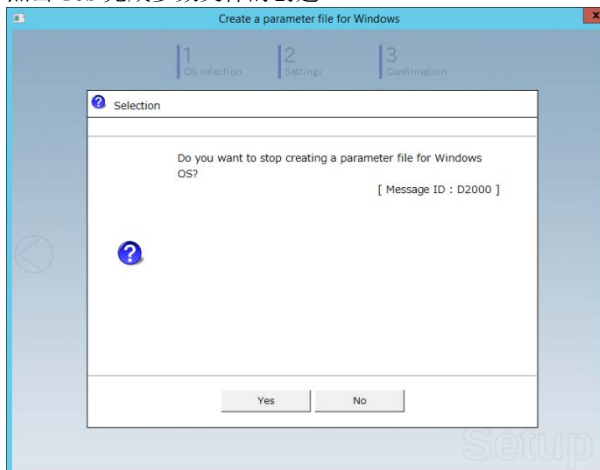 Create a parameter file for Windows
x
1
OS selection
2
Settings
3
Confirmation
Selection
Do you want to stop creating a parameter file for Windows
OS?
[ Message ID : D2000 ]
Yes
No
Setup